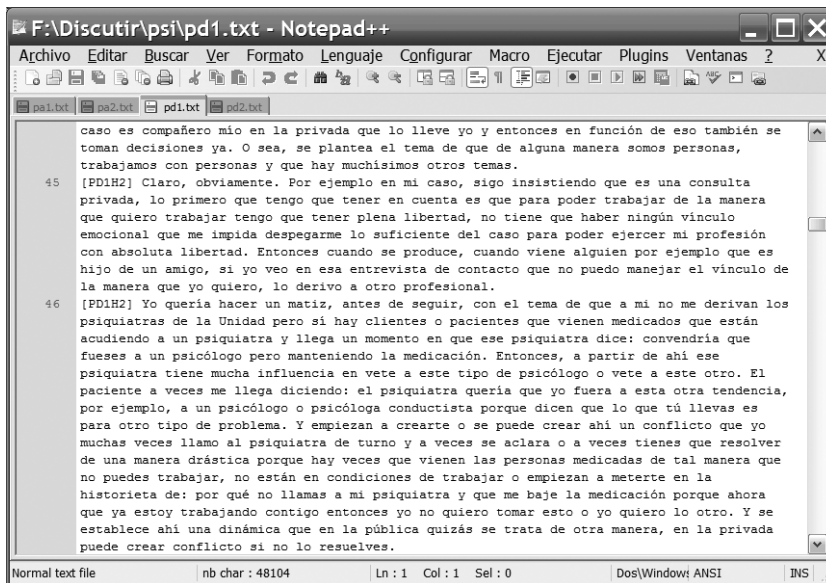 F:\Discutir\psi\pd1.txt - Notepad++
Archivo Editar Buscar Ver Formato Lenguaje Configurar Macro Ejecutar Plugins Ventanas ? X
pa1.txt pa2.txt pd1.txt pd2.txt
caso es compañero mío en la privada que lo lleve yo y entonces en función de eso también se
toman decisiones ya. O sea, se plantea el tema de que de alguna manera somos personas,
trabajamos con personas y que hay muchísimos otros temas.
45 [PD1H2] Claro, obviamente. Por ejemplo en mi caso, sigo insistiendo que es una consulta
privada, lo primero que tengo que tener en cuenta es que para poder trabajar de la manera
que quiero trabajar tengo que tener plena libertad, no tiene que haber ningún vínculo
emocional que me impida despegarme lo suficiente del caso para poder ejercer mi profesión
con absoluta libertad. Entonces cuando se produce, cuando viene alguien por ejemplo que es
hijo de un amigo, si yo veo en esa entrevista de contacto que no puedo manejar el vínculo de
la manera que yo quiero, lo derivo a otro profesional.
46 [PD1H2] Yo quería hacer un matiz, antes de seguir, con el tema de que a mi no me derivan los
psiquiatras de la Unidad pero sí hay clientes o pacientes que vienen medicados que están
acudiendo a un psiquiatra y llega un momento en que ese psiquiatra dice: convendría que
fueses a un psicólogo pero manteniendo la medicación. Entonces, a partir de ahí ese
psiquiatra tiene mucha influencia en vete a este tipo de psicólogo o vete a este otro. El
paciente a veces me llega diciendo: el psiquiatra quería que yo fuera a esta otra tendencia,
por ejemplo, a un psicólogo o psicóloga conductista porque dicen que lo que tú llevas es
para otro tipo de problema. Y empiezan a crearte o se puede crear ahí un conflicto que yo
muchas veces llamo al psiquiatra de turno y a veces se aclara o a veces tienes que resolver
de una manera drástica porque hay veces que vienen las personas medicadas de tal manera que
no puedes trabajar, no están en condiciones de trabajar o empiezan a meterte en la
historieta de: por qué no llamas a mi psiquiatra y que me baje la medicación porque ahora
que ya estoy trabajando contigo entonces yo no quiero tomar esto o yo quiero lo otro. Y se
establece ahí una dinámica que en la pública quizás se trata de otra manera, en la privada
puede crear conflicto si no lo resuelves.
Normal text file nb char : 48104 Ln : 1 Col : 1 Sel : 0 Dos\Windows ANSI INS